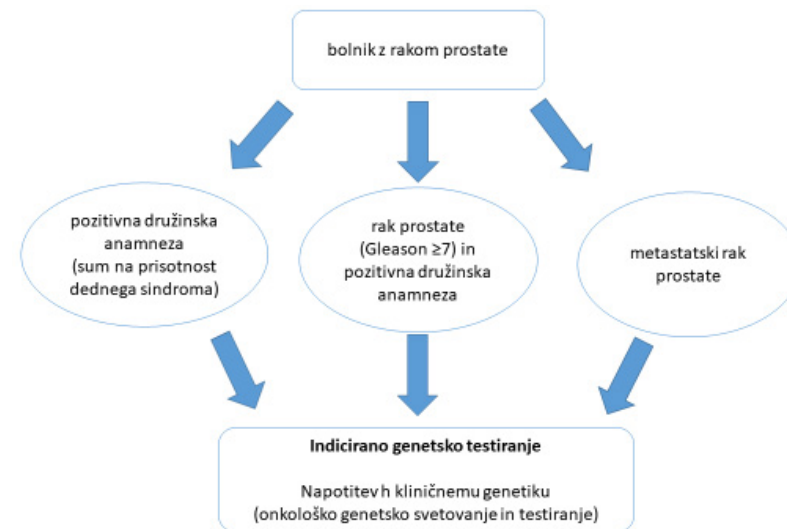 bolnik z rakom prostate
pozitivna družinska
anamneza
(sum na prisotnost
dednega sindroma)
rak prostate
(Gleason ≥7) in
pozitivna družinska
anamneza
metastatski rak
prostate
Indicirano genetsko testiranje
Napotitev h kliničnemu genetiku
(onkološko genetsko svetovanje in testiranje)